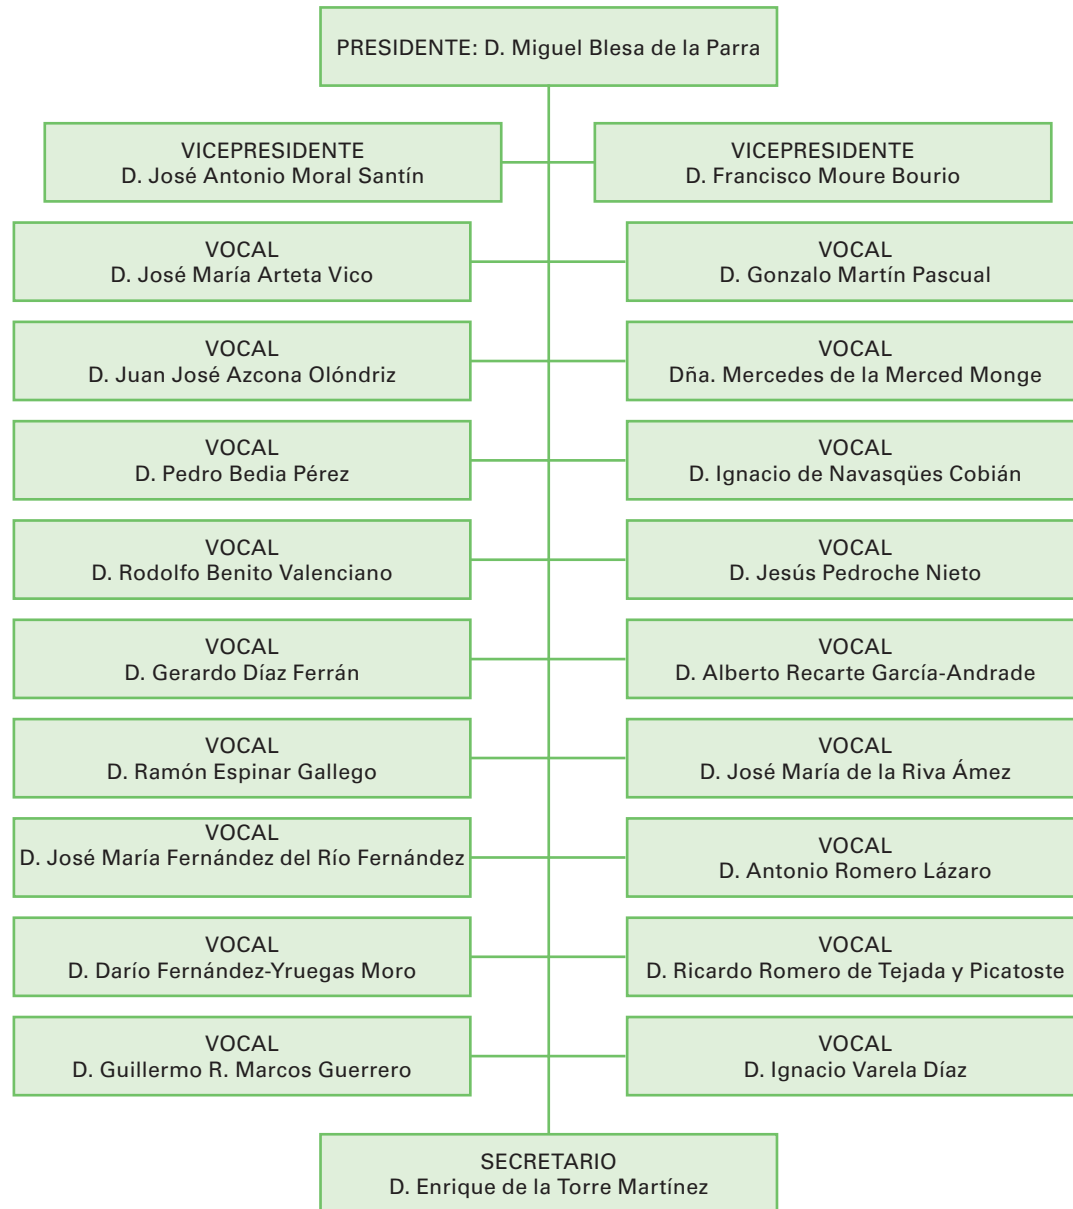 PRESIDENTE: D. Miguel Blesa de la Parra
VICEPRESIDENTE
D. José Antonio Moral Santín
VICEPRESIDENTE
D. Francisco Moure Bourio
VOCAL
D. José María Arteta Vico
VOCAL
D. Gonzalo Martín Pascual
VOCAL
D. Juan José Azcona Olóndriz
VOCAL
Dña. Mercedes de la Merced Monge
VOCAL
D. Pedro Bedia Pérez
VOCAL
D. Ignacio de Navasqües Cobián
VOCAL
D. Rodolfo Benito Valenciano
VOCAL
D. Jesús Pedroche Nieto
VOCAL
D. Gerardo Díaz Ferrán
VOCAL
D. Alberto Recarte García-Andrade
VOCAL
D. Ramón Espinar Gallego
VOCAL
D. José María de la Riva Ámez
VOCAL
D. José María Fernández del Río Fernández
VOCAL
D. Antonio Romero Lázaro
VOCAL
D. Darío Fernández-Yruegas Moro
VOCAL
D. Ricardo Romero de Tejada y Picatoste
VOCAL
D. Guillermo R. Marcos Guerrero
VOCAL
D. Ignacio Varela Díaz
SECRETARIO
D. Enrique de la Torre Martínez